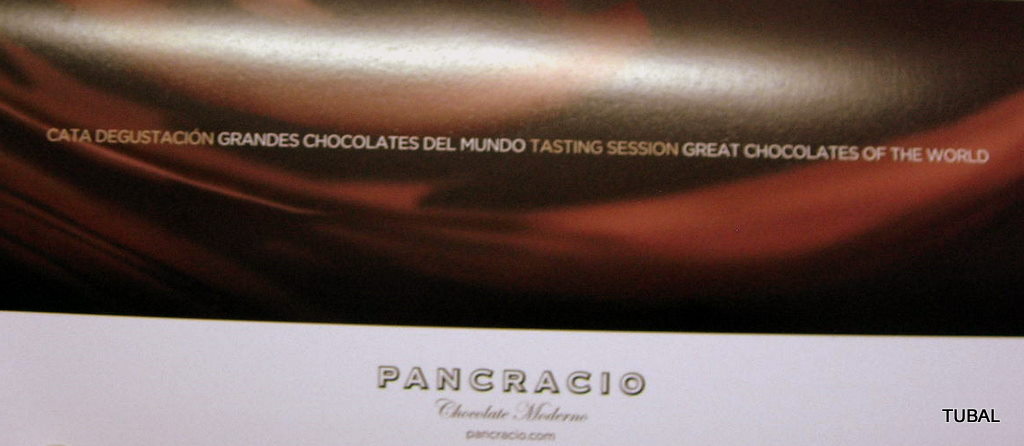 CATA DEGUSTACIÓN GRANDES CHOCOLATES DEL MUNDO TASTING SESSION GREAT CHOCOLATES OF THE WORLD
PANCRACIO
Chocolate Moderno
pancracio.com
TUBAL